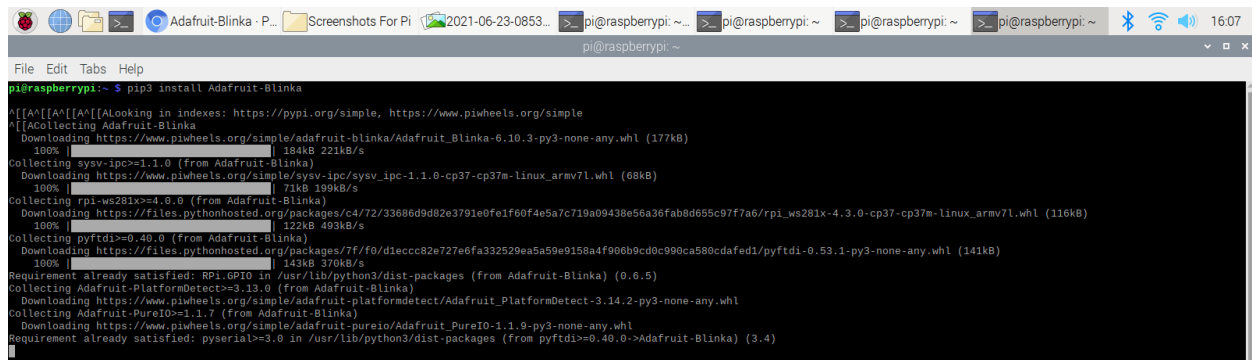 Adafruit-Blinka - P... Screenshots For Pi 2021-06-23-0853... pi@raspberrypi: ~... pi@raspberrypi: ~ pi@raspberrypi: ~ pi@raspberrypi: ~ 16:07
pi@raspberrypi: ~
File Edit Tabs Help
pi@raspberrypi:~ $ pip3 install Adafruit-Blinka
^[[A^[[A^[[A^[[ALooking in indexes: https://pypi.org/simple, https://www.piwheels.org/simple
^[[ACollecting Adafruit-Blinka
Downloading https://www.piwheels.org/simple/adafruit-blinka/Adafruit_Blinka-6.10.3-py3-none-any.whl (177kB)
100% | | 184kB 221kB/s
Collecting sysv-ipc>=1.1.0 (from Adafruit-Blinka)
Downloading https://www.piwheels.org/simple/sysv-ipc/sysv_ipc-1.1.0-cp37-cp37m-linux_armv7l.whl (68kB)
100% | | 71kB 199kB/s
Collecting rpi-ws281x>=4.0.0 (from Adafruit-Blinka)
Downloading https://files.pythonhosted.org/packages/c4/72/33686d9d82e3791e0fe1f60f4e5a7c719a09438e56a36fab8d655c97f7a6/rpi_ws281x-4.3.0-cp37-cp37m-linux_armv7l.whl (116kB)
100% | | 122kB 493kB/s
Collecting pyftdi>=0.40.0 (from Adafruit-Blinka)
Downloading https://files.pythonhosted.org/packages/7f/f0/d1eccc82e727e6fa332529ea5a59e9158a4f906b9cd0c990ca580cdafed1/pyftdi-0.53.1-py3-none-any.whl (141kB)
100% | | 143kB 370kB/s
Requirement already satisfied: RPi.GPIO in /usr/lib/python3/dist-packages (from Adafruit-Blinka) (0.6.5)
Collecting Adafruit-PlatformDetect>=3.13.0 (from Adafruit-Blinka)
Downloading https://www.piwheels.org/simple/adafruit-platformdetect/Adafruit_PlatformDetect-3.14.2-py3-none-any.whl
Collecting Adafruit-PureIO>=1.1.7 (from Adafruit-Blinka)
Downloading https://www.piwheels.org/simple/adafruit-pureio/Adafruit_PureIO-1.1.9-py3-none-any.whl
Requirement already satisfied: pyserial>=3.0 in /usr/lib/python3/dist-packages (from pyftdi>=0.40.0->Adafruit-Blinka) (3.4)